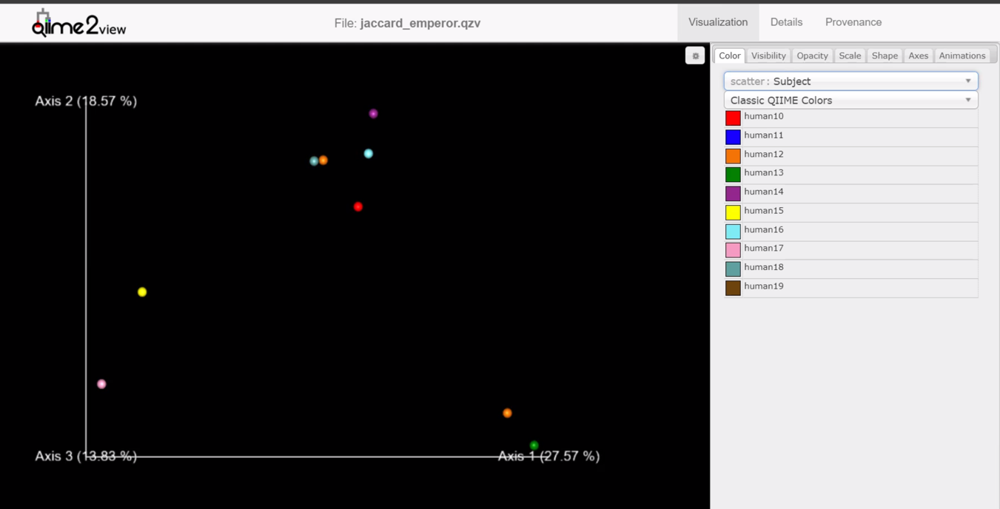 qiime2view
File: jaccard_emperor.qzv
Visualization
Details
Provenance
Color
Visibility
Opacity
Scale
Shape
Axes
Animations
scatter: Subject
Classic QIIME Colors
human10
human11
human12
human13
human14
human15
human16
human17
human18
human19
Axis 2 (18.57 %)
Axis 3 (13.83 %)
Axis 1 (27.57 %)